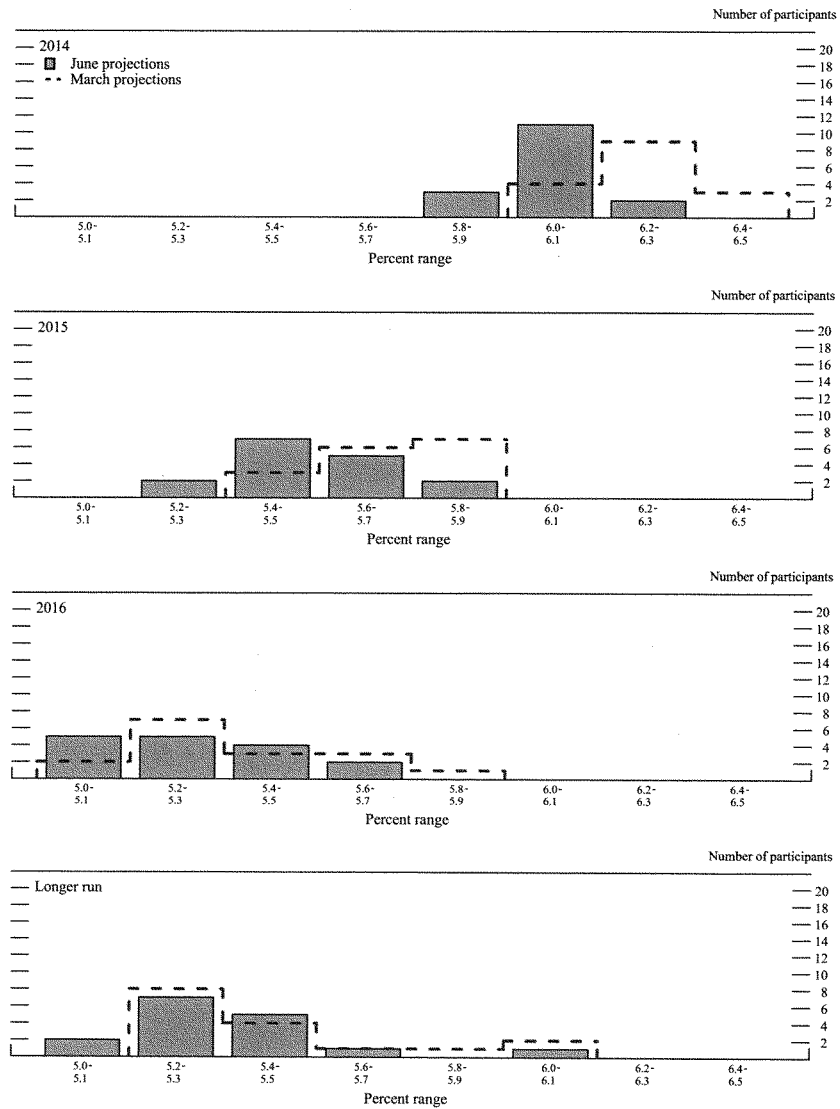 Number of participants
2014
June projections
March projections
20
18
16
14
12
10
8
6
4
2
5.0- 5.2- 5.4- 5.6- 5.8- 6.0- 6.2- 6.4-
5.1 5.3 5.5 5.7 5.9 6.1 6.3 6.5
Percent range
Number of participants
2015
20
18
16
14
12
10
8
6
4
2
5.0- 5.2- 5.4- 5.6- 5.8- 6.0- 6.2- 6.4-
5.1 5.3 5.5 5.7 5.9 6.1 6.3 6.5
Percent range
Number of participants
2016
20
18
16
14
12
10
8
6
4
2
5.0- 5.2- 5.4- 5.6- 5.8- 6.0- 6.2- 6.4-
5.1 5.3 5.5 5.7 5.9 6.1 6.3 6.5
Percent range
Number of participants
Longer run
20
18
16
14
12
10
8
6
4
2
5.0- 5.2- 5.4- 5.6- 5.8- 6.0- 6.2- 6.4-
5.1 5.3 5.5 5.7 5.9 6.1 6.3 6.5
Percent range